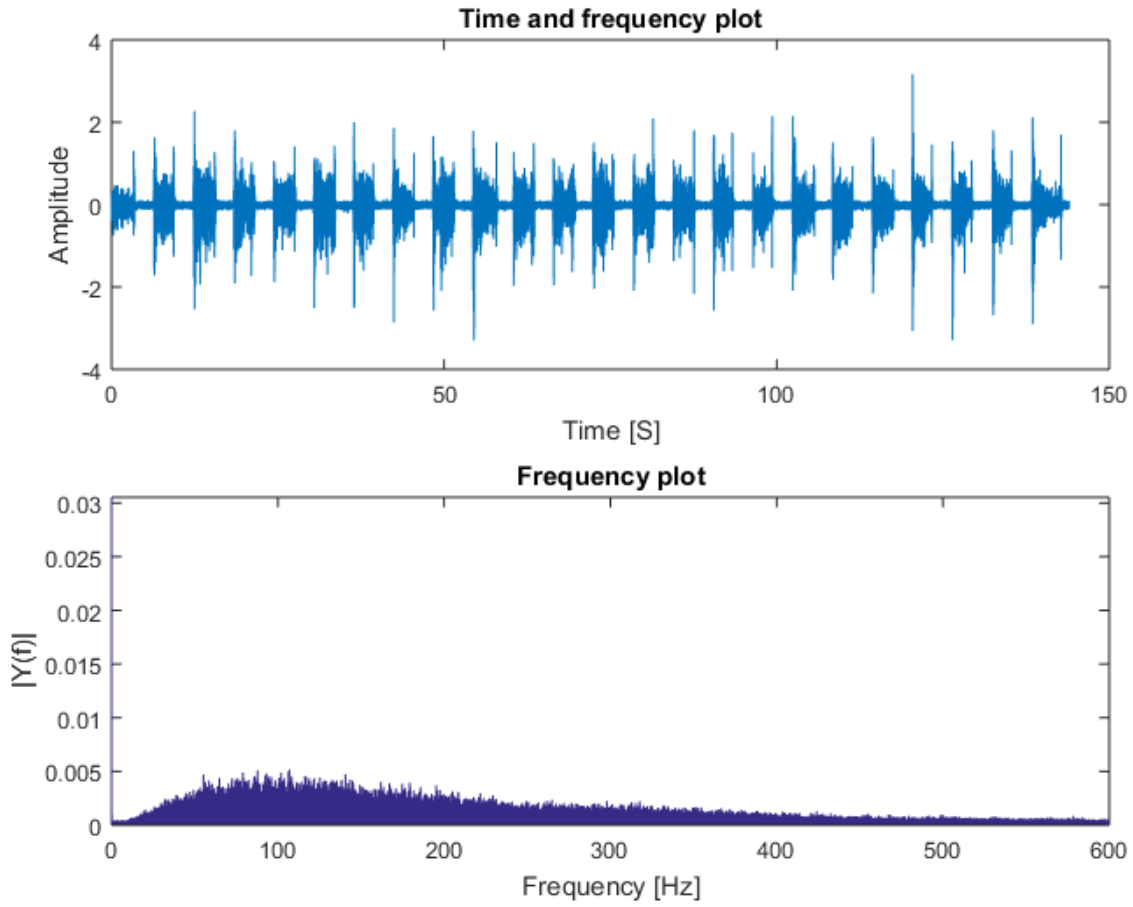 Time and frequency plot
4
2
0
-2
-4
Amplitude
0 50 100 150
Time [S]
Frequency plot
0.03
0.025
0.02
0.015
0.01
0.005
0
|Y(f)|
0 100 200 300 400 500 600
Frequency [Hz]